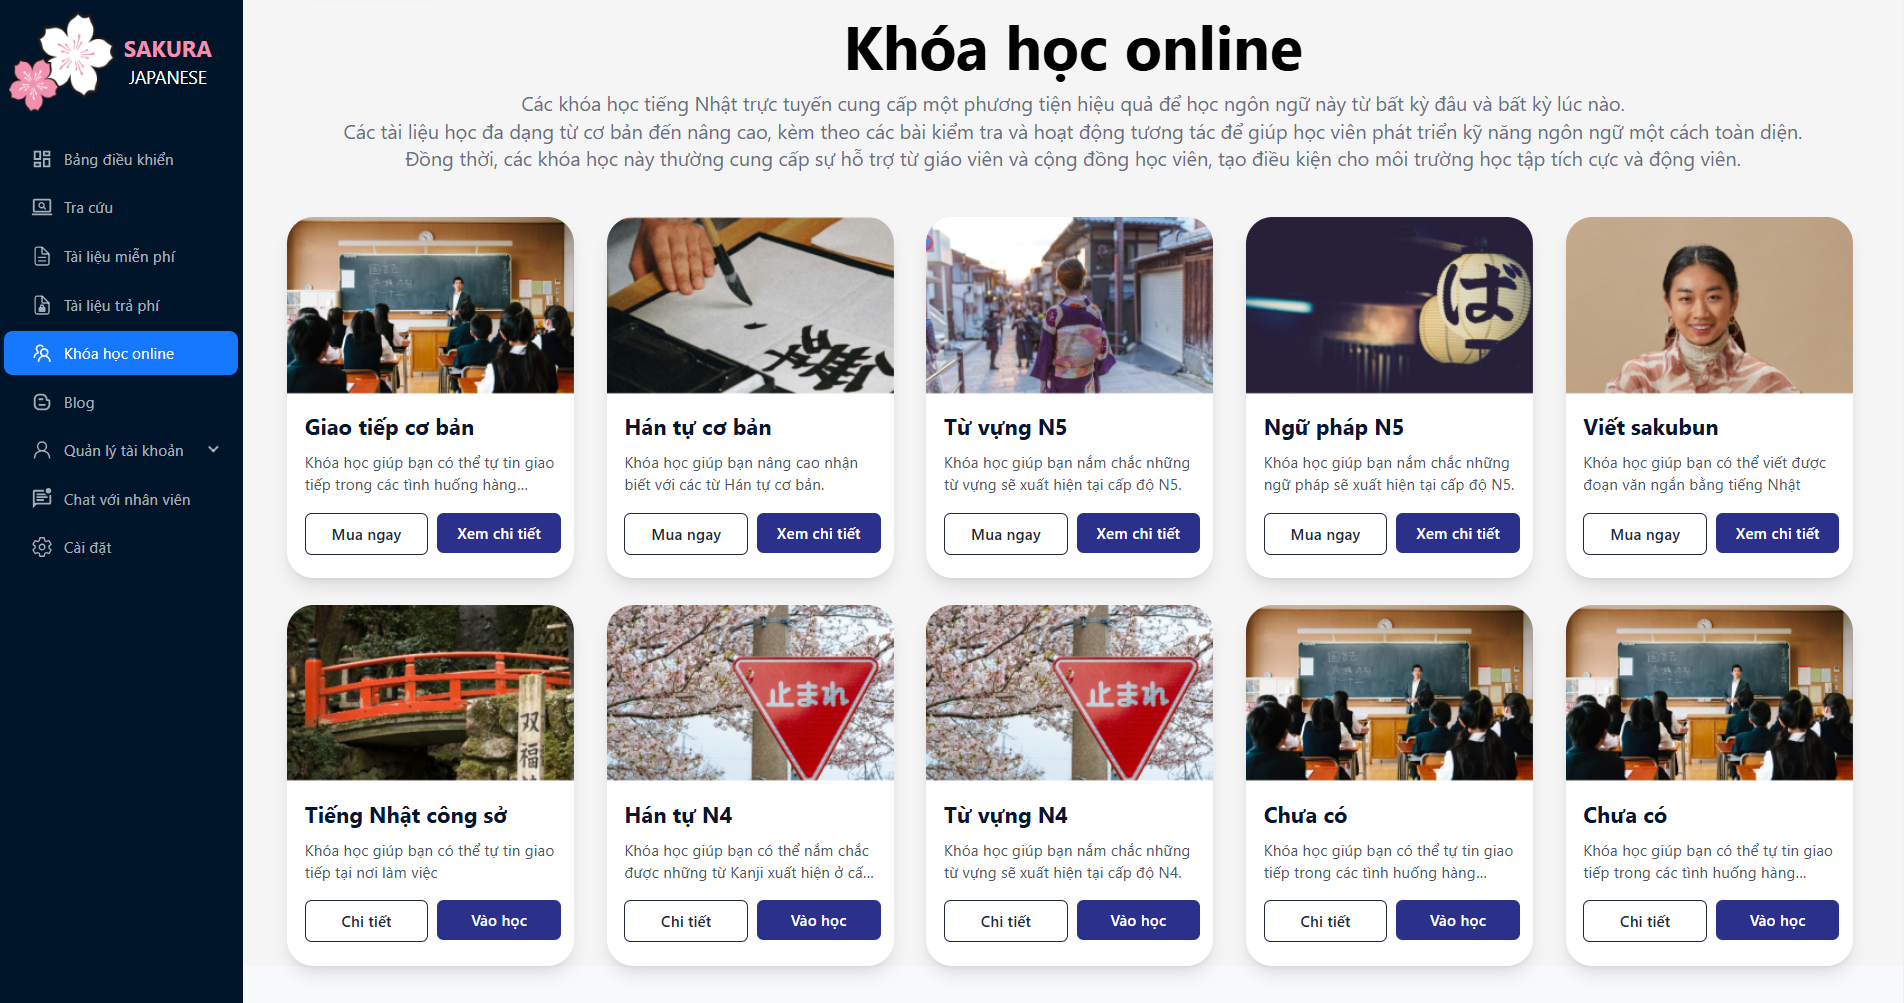 SAKURA
JAPANESE
Bảng điều khiển
Tra cứu
Tài liệu miễn phí
Tài liệu trả phí
Khóa học online
Blog
Quản lý tài khoản
Chat với nhân viên
Cài đặt
Khóa học online
Các khóa học tiếng Nhật trực tuyến cung cấp một phương tiện hiệu quả để học ngôn ngữ này từ bất kỳ đâu và bất kỳ lúc nào.
Các tài liệu học đa dạng từ cơ bản đến nâng cao, kèm theo các bài kiểm tra và hoạt động tương tác để giúp học viên phát triển kỹ năng ngôn ngữ một cách toàn diện.
Đồng thời, các khóa học này thường cung cấp sự hỗ trợ từ giáo viên và cộng đồng học viên, tạo điều kiện cho môi trường học tập tích cực và động viên.
ば
Giao tiếp cơ bản
Khóa học giúp bạn có thể tự tin giao
tiếp trong các tình huống hàng...
Mua ngay
Xem chi tiết
Hán tự cơ bản
Khóa học giúp bạn nâng cao nhận
biết với các từ Hán tự cơ bản.
Mua ngay
Xem chi tiết
Từ vựng N5
Khóa học giúp bạn nắm chắc những
từ vựng sẽ xuất hiện tại cấp độ N5.
Mua ngay
Xem chi tiết
Ngữ pháp N5
Khóa học giúp bạn nắm chắc những
ngữ pháp sẽ xuất hiện tại cấp độ N5.
Mua ngay
Xem chi tiết
Viết sakubun
Khóa học giúp bạn có thể viết được
đoạn văn ngắn bằng tiếng Nhật
Mua ngay
Xem chi tiết
双福
止まれ
止まれ
Tiếng Nhật công sở
Khóa học giúp bạn có thể tự tin giao
tiếp tại nơi làm việc
Chi tiết
Vào học
Hán tự N4
Khóa học giúp bạn có thể nắm chắc
được những từ Kanji xuất hiện ở cấ...
Chi tiết
Vào học
Từ vựng N4
Khóa học giúp bạn nắm chắc những
từ vựng sẽ xuất hiện tại cấp độ N4.
Chi tiết
Vào học
Chưa có
Khóa học giúp bạn có thể tự tin giao
tiếp trong các tình huống hàng...
Chi tiết
Vào học
Chưa có
Khóa học giúp bạn có thể tự tin giao
tiếp trong các tình huống hàng...
Chi tiết
Vào học